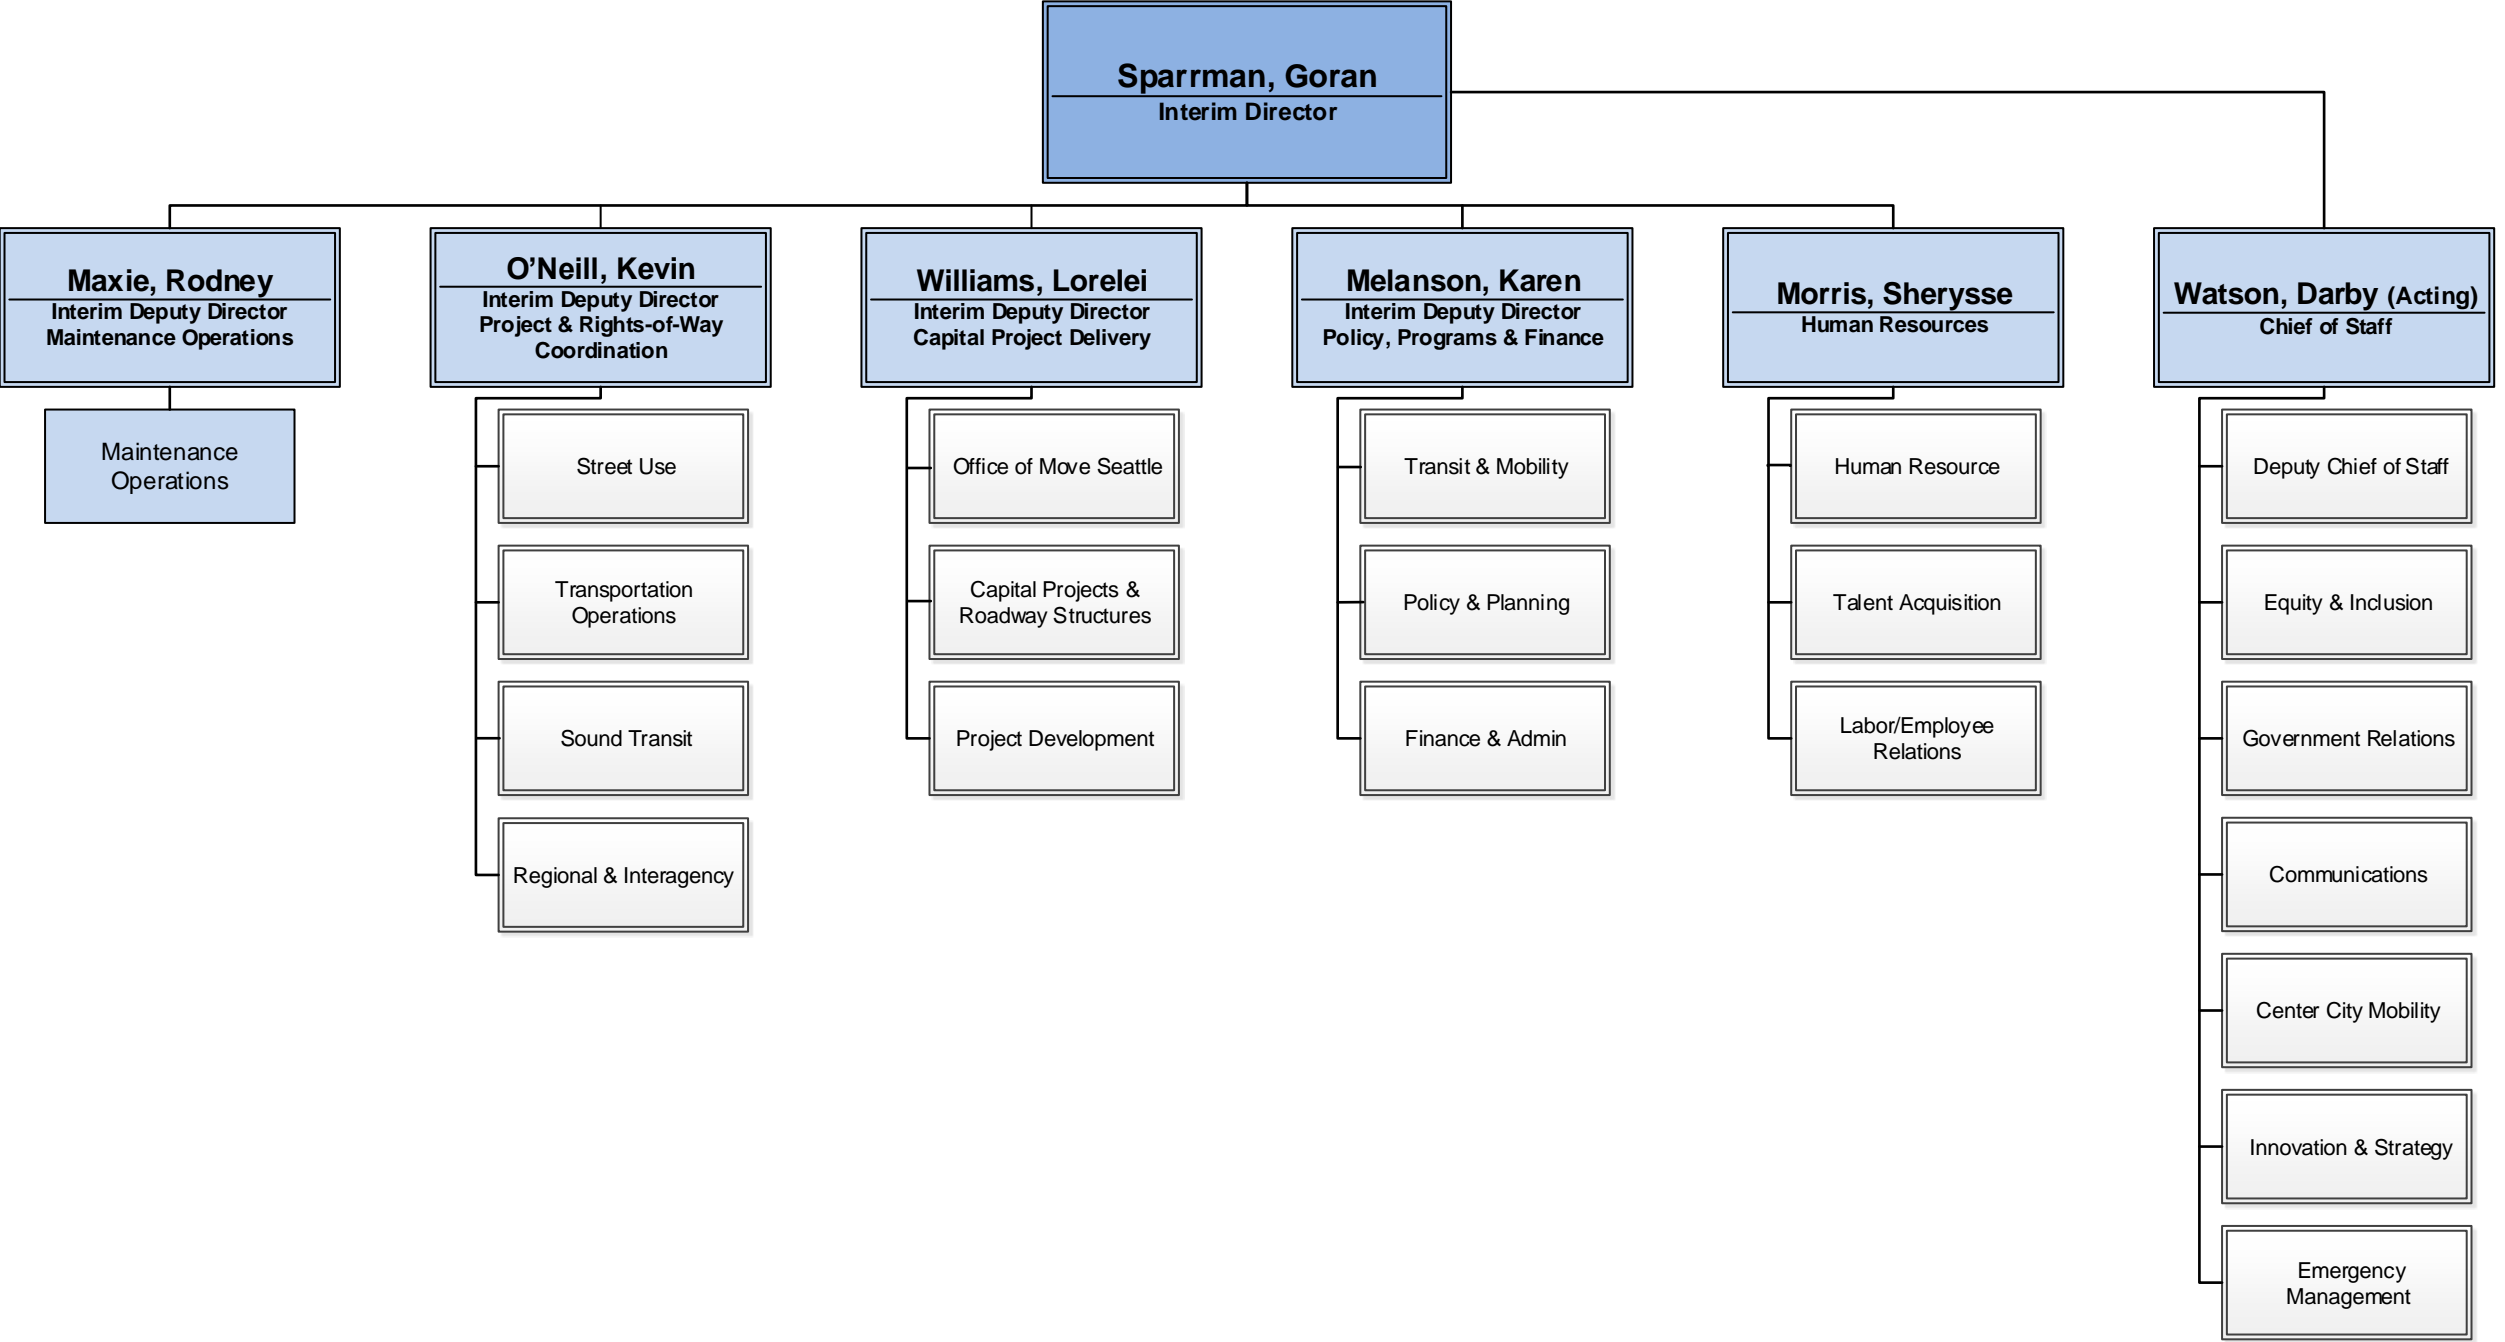 Sparrman, Goran
Interim Director
Maxie, Rodney
Interim Deputy Director
Maintenance Operations
O’Neill, Kevin
Interim Deputy Director
Project & Rights-of-Way
Coordination
Williams, Lorelei
Interim Deputy Director
Capital Project Delivery
Melanson, Karen
Interim Deputy Director
Policy, Programs & Finance
Morris, Sherysse
Human Resources
Watson, Darby (Acting)
Chief of Staff
Maintenance
Operations
Street Use
Transportation
Operations
Sound Transit
Regional & Interagency
Office of Move Seattle
Capital Projects &
Roadway Structures
Project Development
Transit & Mobility
Policy & Planning
Finance & Admin
Human Resource
Talent Acquisition
Labor/Employee
Relations
Deputy Chief of Staff
Equity & Inclusion
Government Relations
Communications
Center City Mobility
Innovation & Strategy
Emergency
Management